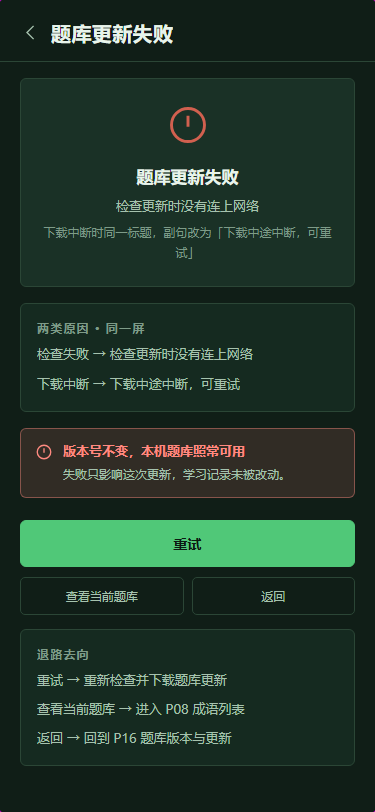 题库更新失败
题库更新失败
检查更新时没有连上网络
下载中断时同一标题，副句改为「下载中途中断，可重
试」
两类原因 • 同一屏
检查失败 → 检查更新时没有连上网络
下载中断 → 下载中途中断，可重试
版本号不变，本机题库照常可用
失败只影响这次更新，学习记录未被改动。
重试
查看当前题库
返回
退路去向
重试 → 重新检查并下载题库更新
查看当前题库 → 进入 P08 成语列表
返回 → 回到 P16 题库版本与更新